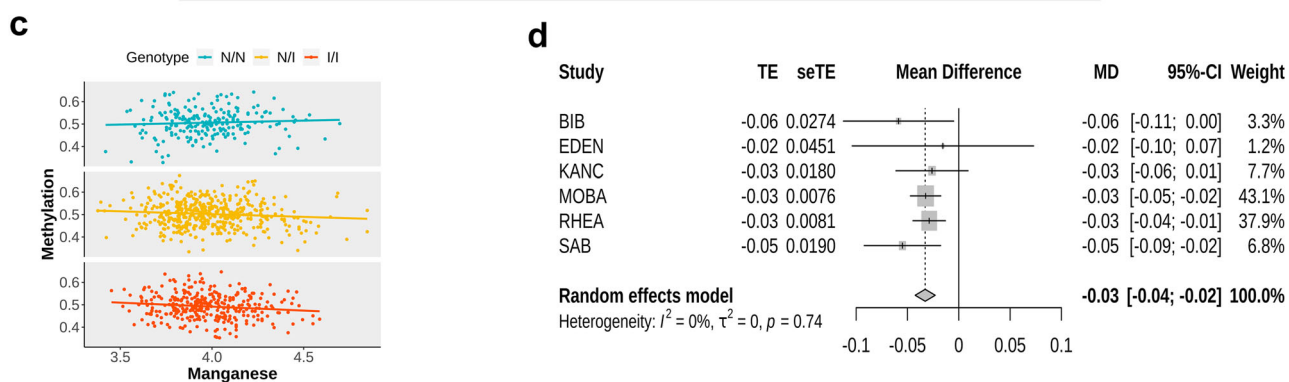 c
Genotype N/N N/I I/I
0.6
0.5
0.4
0.6
0.5
0.4
0.6
0.5
0.4
Methylation
3.5 4.0 4.5
Manganese
d
Study TE seTE Mean Difference MD 95%-CI Weight
BIB -0.06 0.0274 -0.06 [-0.11; 0.00] 3.3%
EDEN -0.02 0.0451 -0.02 [-0.10; 0.07] 1.2%
KANC -0.03 0.0180 -0.03 [-0.06; 0.01] 7.7%
MOBA -0.03 0.0076 -0.03 [-0.05; -0.02] 43.1%
RHEA -0.03 0.0081 -0.03 [-0.04; -0.01] 37.9%
SAB -0.05 0.0190 -0.05 [-0.09; -0.02] 6.8%
Random effects model -0.03 [-0.04; -0.02] 100.0%
Heterogeneity: I² = 0%, τ² = 0, p = 0.74
-0.1 -0.05 0 0.05 0.1